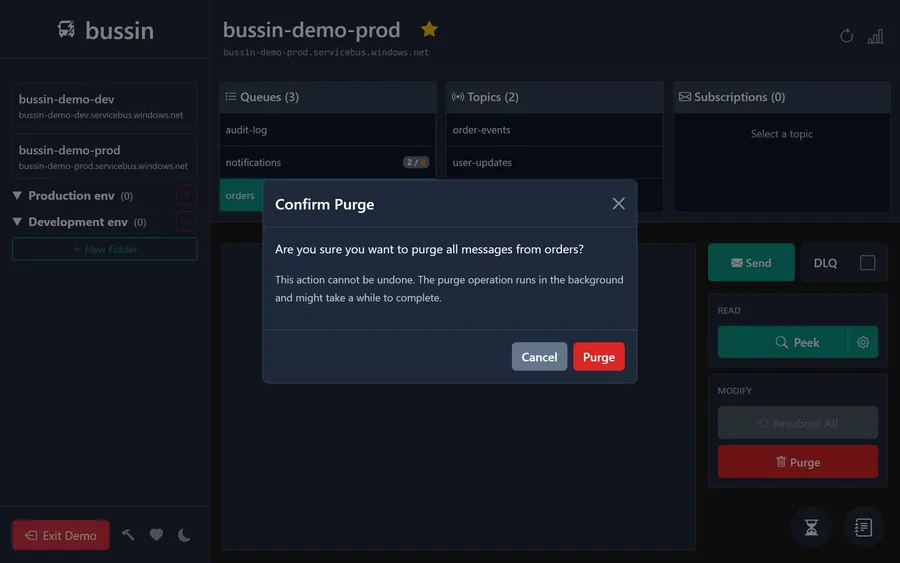 bussin
bussin-demo-prod
bussin-demo-prod.servicebus.windows.net
bussin-demo-dev
bussin-demo-dev.servicebus.windows.net
bussin-demo-prod
bussin-demo-prod.servicebus.windows.net
Production env (0)
Development env (0)
+ New Folder
Queues (3)
audit-log
notifications
2 / 0
orders
Topics (2)
order-events
user-updates
Subscriptions (0)
Select a topic
Confirm Purge
Are you sure you want to purge all messages from orders?
This action cannot be undone. The purge operation runs in the background
and might take a while to complete.
Cancel
Purge
Send
DLQ
READ
Peek
MODIFY
Resubmit All
Purge
Exit Demo